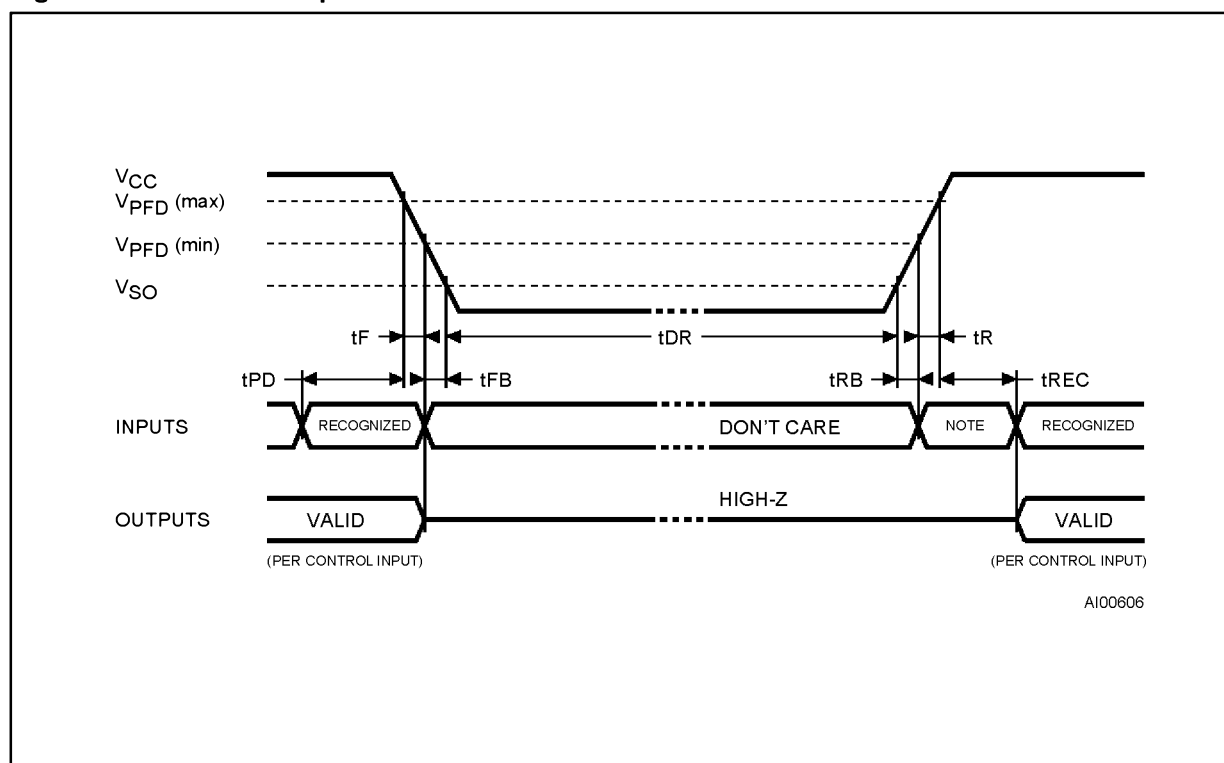 VCC
VPFD (max)
VPFD (min)
VSO
tF tDR tR
tPD tFB tRB tREC
INPUTS RECOGNIZED DON'T CARE NOTE RECOGNIZED
HIGH-Z
OUTPUTS VALID VALID
(PER CONTROL INPUT) (PER CONTROL INPUT)
AI00606